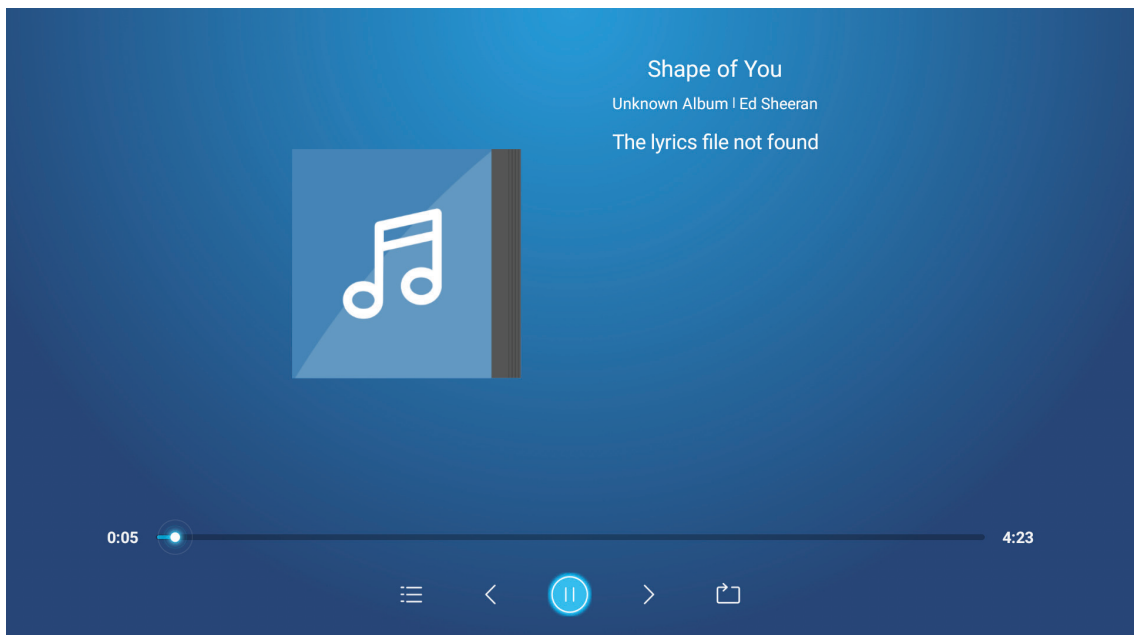 Shape of You
Unknown Album | Ed Sheeran
The lyrics file not found
0:05
4:23